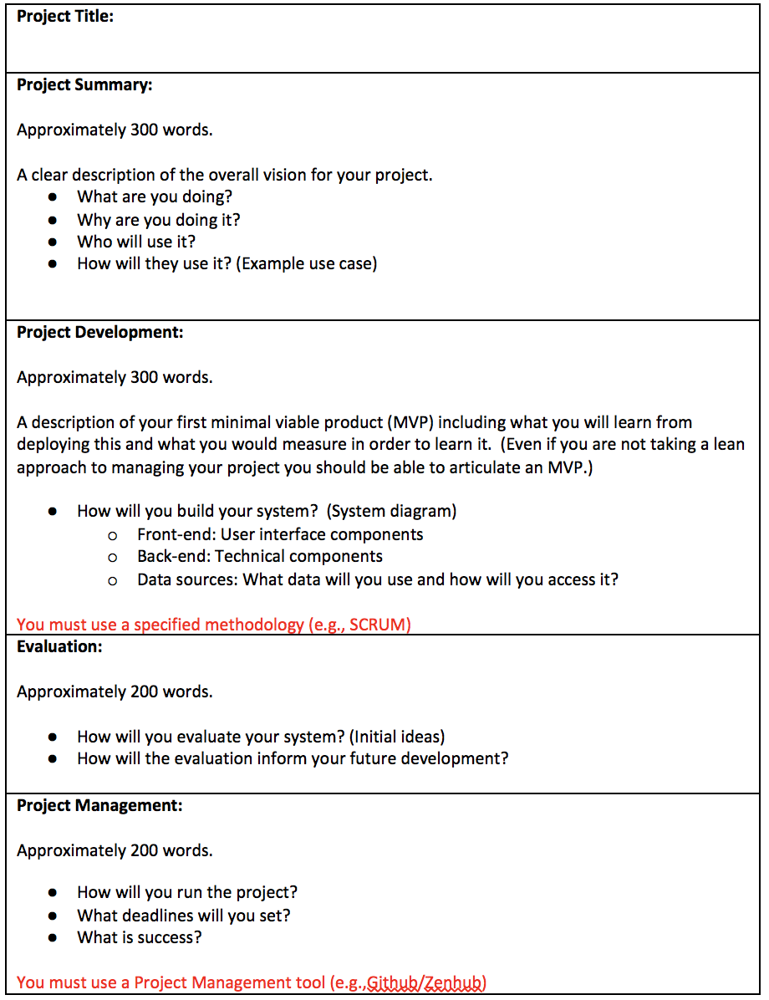 Project Title:
Project Summary:
Approximately 300 words.
A clear description of the overall vision for your project.
● What are you doing?
● Why are you doing it?
● Who will use it?
● How will they use it? (Example use case)
Project Development:
Approximately 300 words.
A description of your first minimal viable product (MVP) including what you will learn from
deploying this and what you would measure in order to learn it.  (Even if you are not taking a lean
approach to managing your project you should be able to articulate an MVP.)
● How will you build your system?  (System diagram)
o Front-end: User interface components
o Back-end: Technical components
o Data sources: What data will you use and how will you access it?
You must use a specified methodology (e.g., SCRUM)
Evaluation:
Approximately 200 words.
● How will you evaluate your system? (Initial ideas)
● How will the evaluation inform your future development?
Project Management:
Approximately 200 words.
● How will you run the project?
● What deadlines will you set?
● What is success?
You must use a Project Management tool (e.g.,Github/Zenhub)